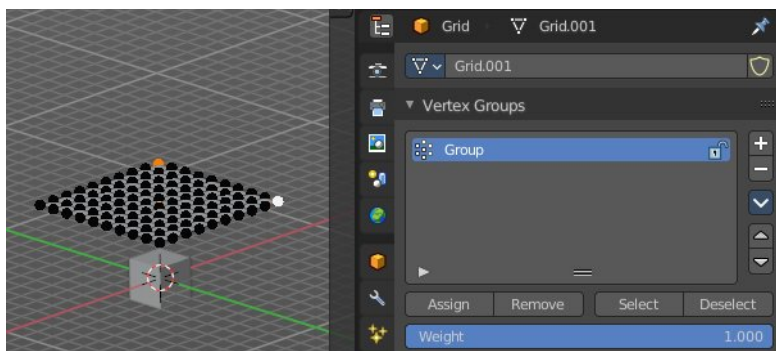 Grid Grid.001
Grid.001
Vertex Groups
Group
Assign Remove Select Deselect
Weight 1.000